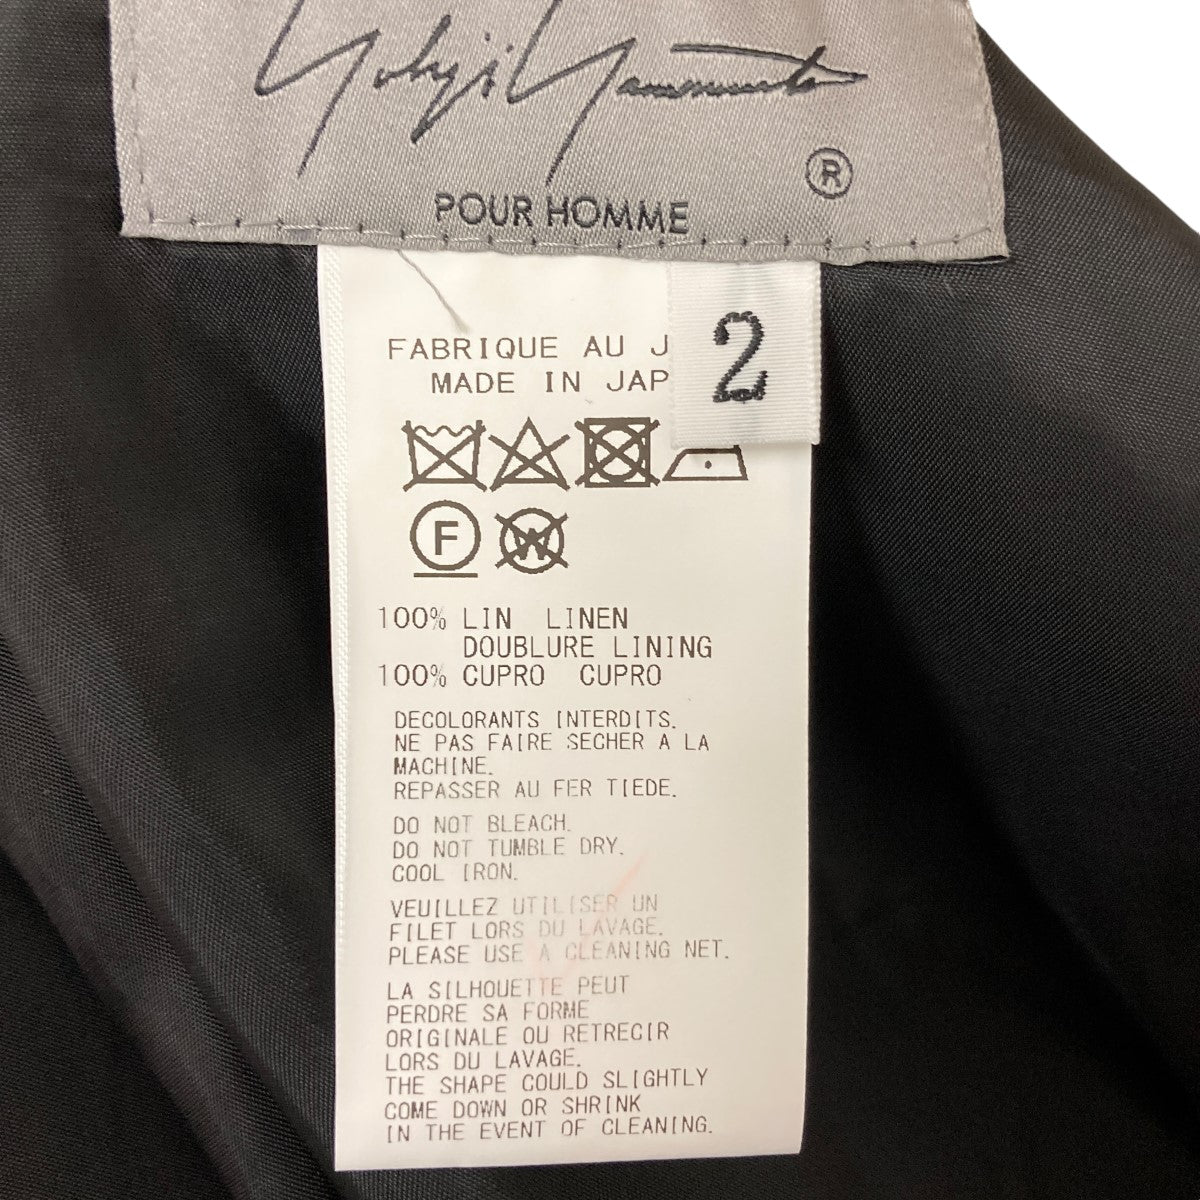 Yohji Yamamoto
®
POUR HOMME
2
FABRIQUE AU J
MADE IN JAP
F W
100% LIN LINEN
DOUBLURE LINING
100% CUPRO CUPRO
DECOLORANTS INTERDITS.
NE PAS FAIRE SECHER A LA
MACHINE.
REPASSER AU FER TIEDE.
DO NOT BLEACH.
DO NOT TUMBLE DRY.
COOL IRON.
VEUILLEZ UTILISER UN
FILET LORS DU LAVAGE.
PLEASE USE A CLEANING NET.
LA SILHOUETTE PEUT
PERDRE SA FORME
ORIGINALE OU RETRECIR
LORS DU LAVAGE.
THE SHAPE COULD SLIGHTLY
COME DOWN OR SHRINK
IN THE EVENT OF CLEANING.